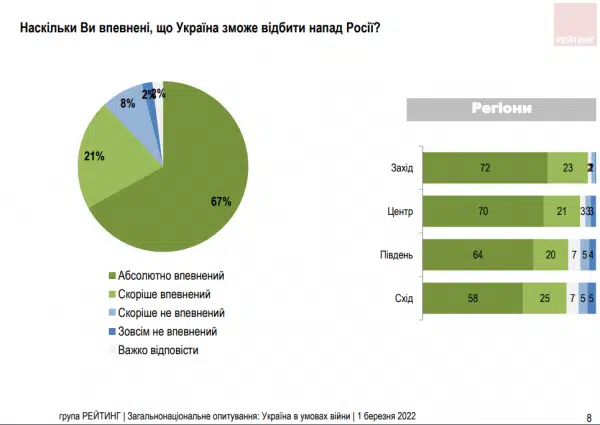 Наскільки Ви впевнені, що Україна зможе відбити напад Росії?
РЕЙТИНГ
67%
21%
8%
2%
2%
Абсолютно впевнений
Скоріше впевнений
Скоріше не впевнений
Зовсім не впевнений
Важко відповісти
Регіони
Захід 72 23
Центр 70 21 3 3 3
Південь 64 20 7 5 4
Схід 58 25 7 5 5
група РЕЙТИНГ | Загальнонаціональне опитування: Україна в умовах війни | 1 березня 2022
8